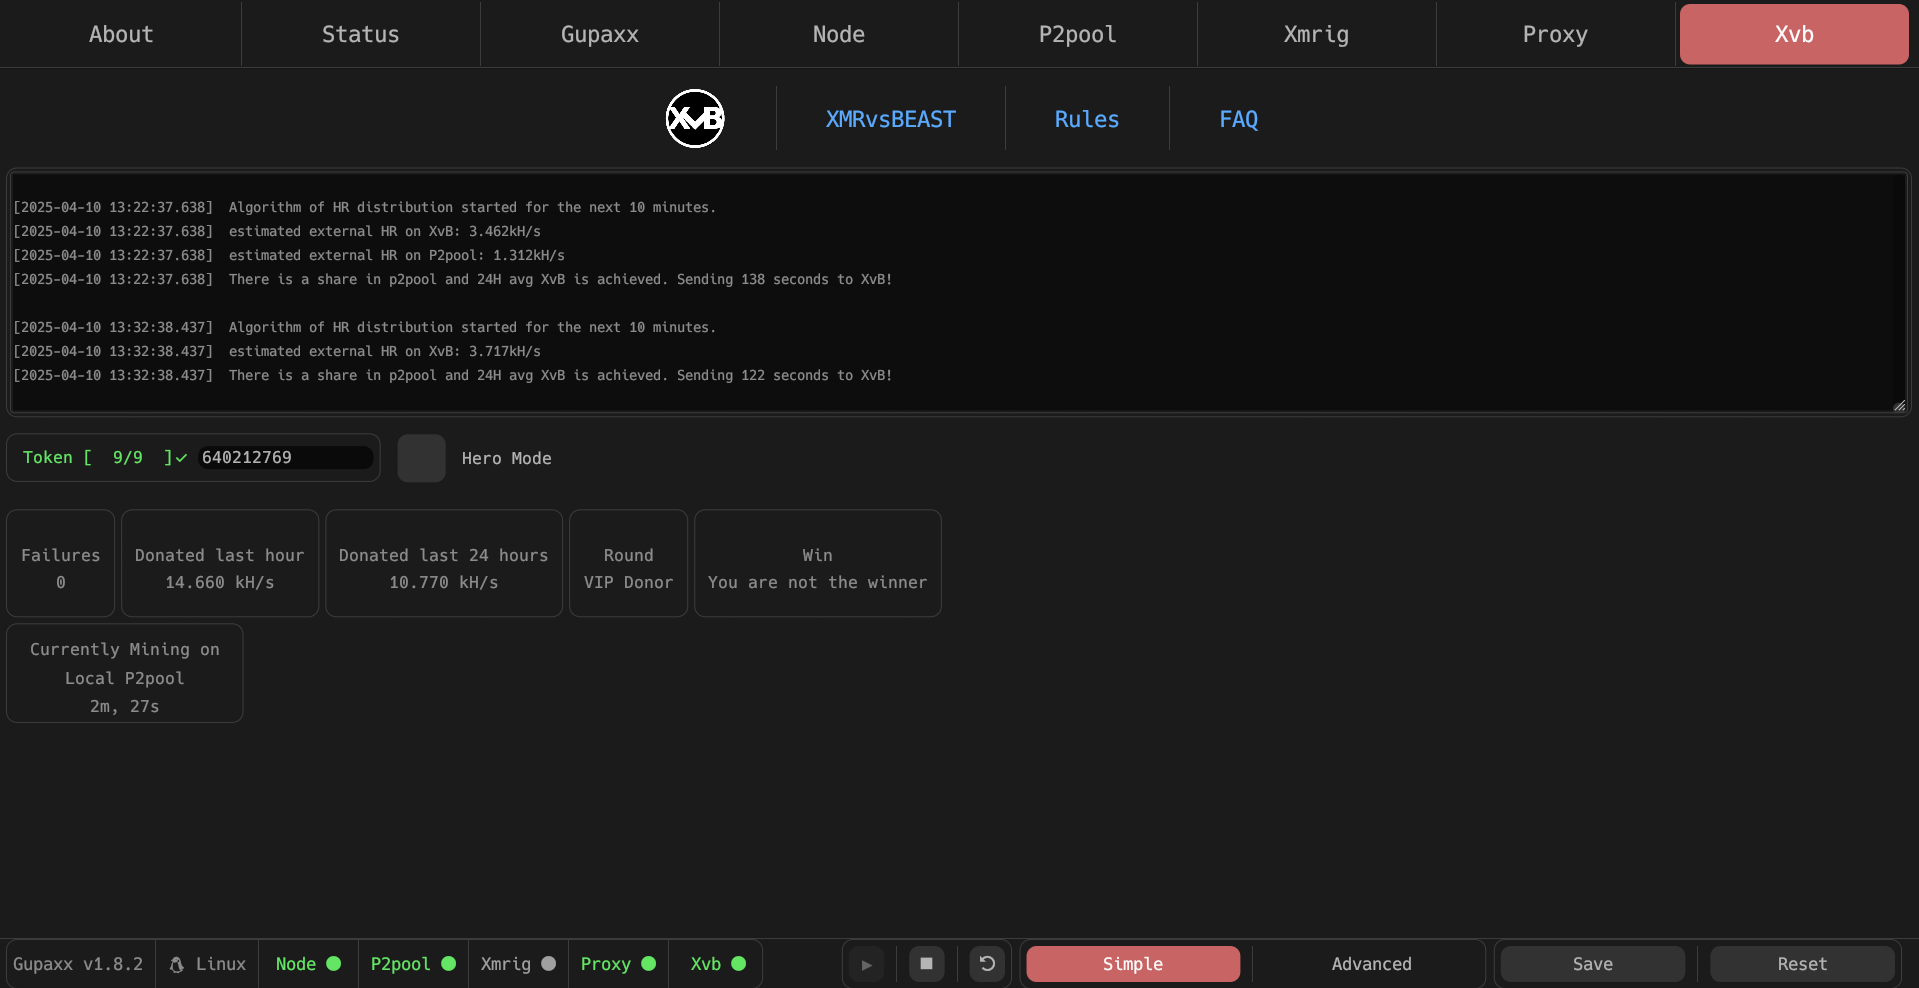 About Status Gupaxx Node P2pool Xmrig Proxy Xvb
XvB XMRvsBEAST Rules FAQ
[2025-04-10 13:22:37.638] Algorithm of HR distribution started for the next 10 minutes.
[2025-04-10 13:22:37.638] estimated external HR on XvB: 3.462kH/s
[2025-04-10 13:22:37.638] estimated external HR on P2pool: 1.312kH/s
[2025-04-10 13:22:37.638] There is a share in p2pool and 24H avg XvB is achieved. Sending 138 seconds to XvB!
[2025-04-10 13:32:38.437] Algorithm of HR distribution started for the next 10 minutes.
[2025-04-10 13:32:38.437] estimated external HR on XvB: 3.717kH/s
[2025-04-10 13:32:38.437] There is a share in p2pool and 24H avg XvB is achieved. Sending 122 seconds to XvB!
Token [ 9/9 ]✓ 640212769 Hero Mode
Failures
0
Donated last hour
14.660 kH/s
Donated last 24 hours
10.770 kH/s
Round
VIP Donor
Win
You are not the winner
Currently Mining on
Local P2pool
2m, 27s
Gupaxx v1.8.2 Linux Node P2pool Xmrig Proxy Xvb Simple Advanced Save Reset